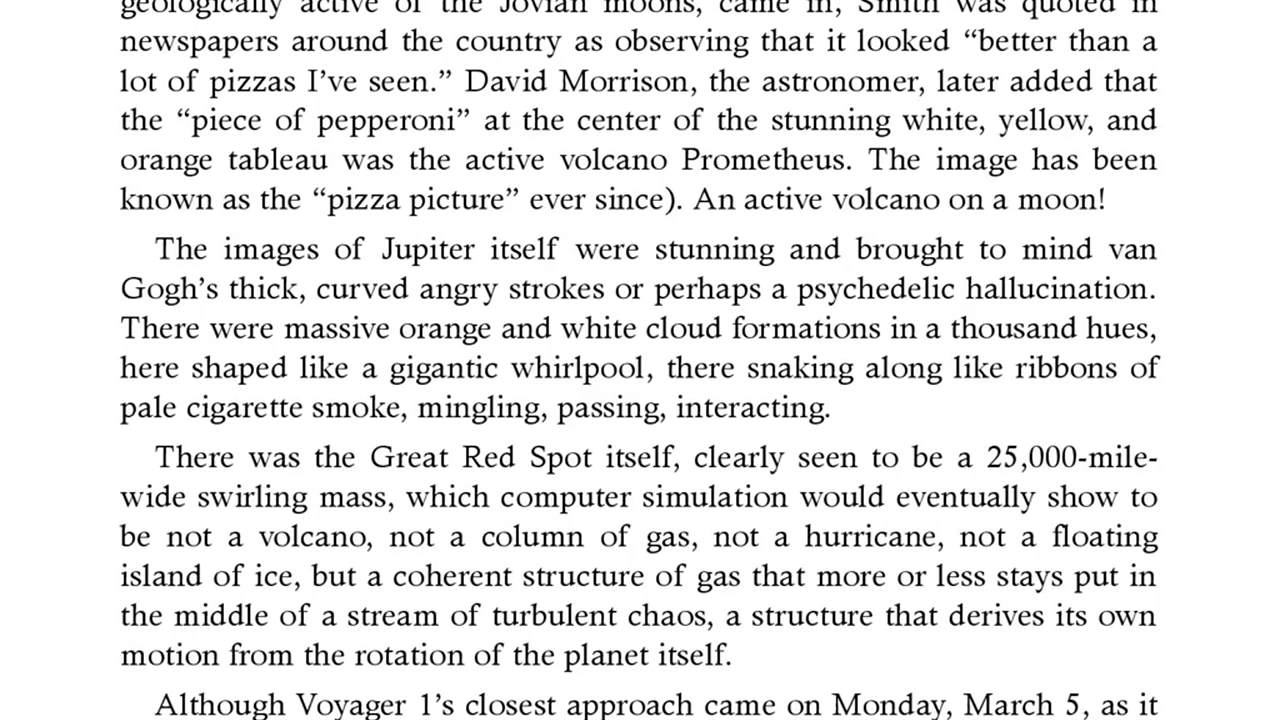 geologically active of the Jovian moons, came in, Smith was quoted in
newspapers around the country as observing that it looked “better than a
lot of pizzas I’ve seen.” David Morrison, the astronomer, later added that
the “piece of pepperoni” at the center of the stunning white, yellow, and
orange tableau was the active volcano Prometheus. The image has been
known as the “pizza picture” ever since). An active volcano on a moon!
The images of Jupiter itself were stunning and brought to mind van
Gogh’s thick, curved angry strokes or perhaps a psychedelic hallucination.
There were massive orange and white cloud formations in a thousand hues,
here shaped like a gigantic whirlpool, there snaking along like ribbons of
pale cigarette smoke, mingling, passing, interacting.
There was the Great Red Spot itself, clearly seen to be a 25,000-mile-
wide swirling mass, which computer simulation would eventually show to
be not a volcano, not a column of gas, not a hurricane, not a floating
island of ice, but a coherent structure of gas that more or less stays put in
the middle of a stream of turbulent chaos, a structure that derives its own
motion from the rotation of the planet itself.
Although Voyager 1’s closest approach came on Monday, March 5, as it